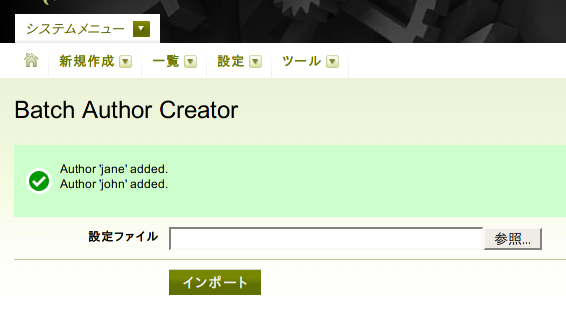 システムメニュー
新規作成 一覧 設定 ツール
Batch Author Creator
Author 'jane' added.
Author 'john' added.
設定ファイル 参照...
インポート